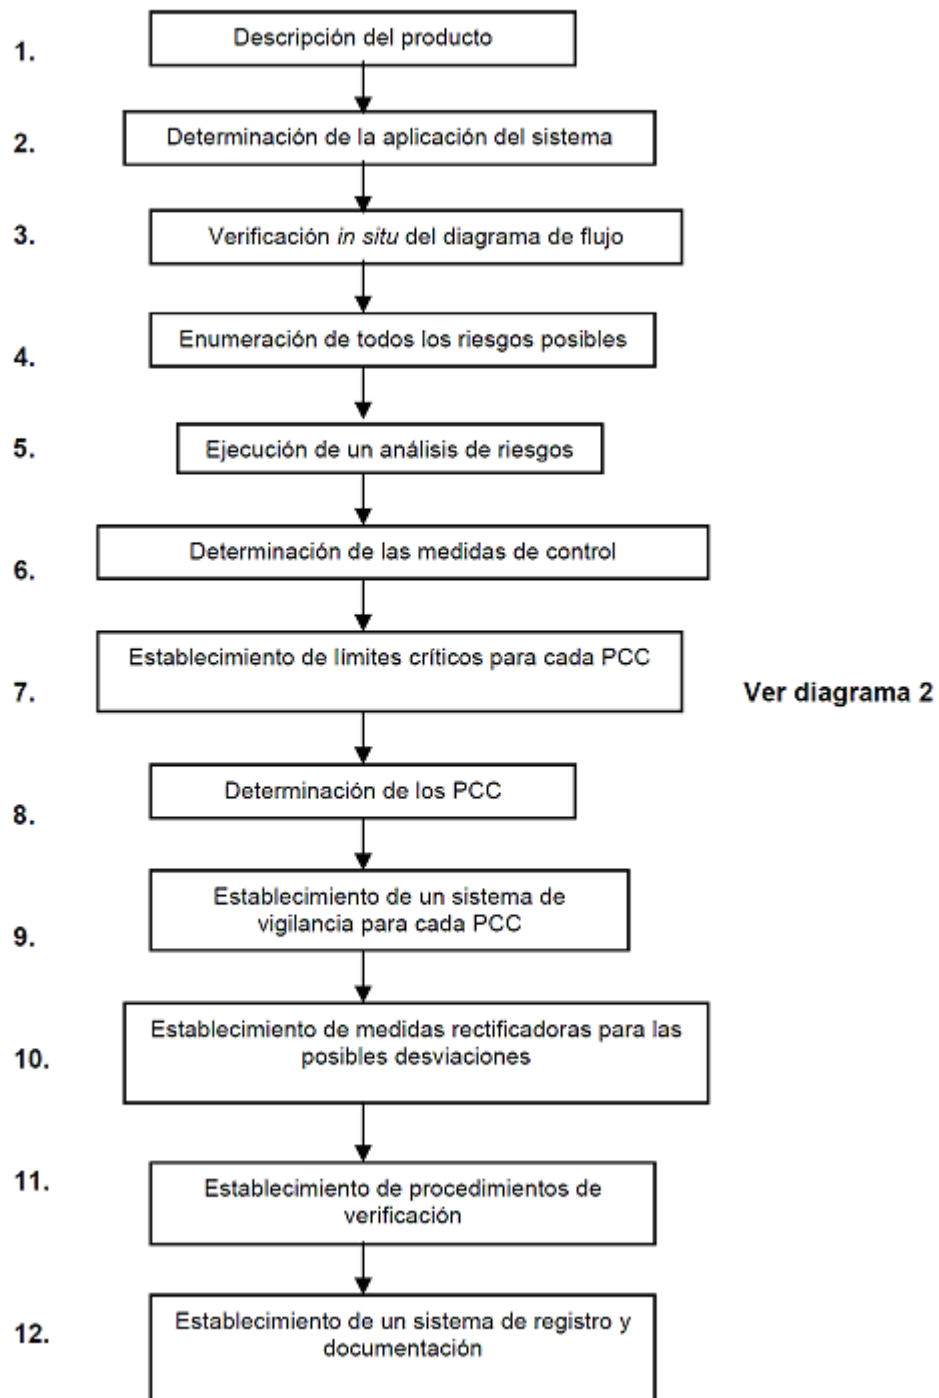 1. Descripción del producto
2. Determinación de la aplicación del sistema
3. Verificación in situ del diagrama de flujo
4. Enumeración de todos los riesgos posibles
5. Ejecución de un análisis de riesgos
6. Determinación de las medidas de control
Establecimiento de límites críticos para cada PCC
7. Ver diagrama 2
8. Determinación de los PCC
Establecimiento de un sistema de
9. vigilancia para cada PCC
Establecimiento de medidas rectificadoras para las
10. posibles desviaciones
11. Establecimiento de procedimientos de
verificación
12. Establecimiento de un sistema de registro y
documentación